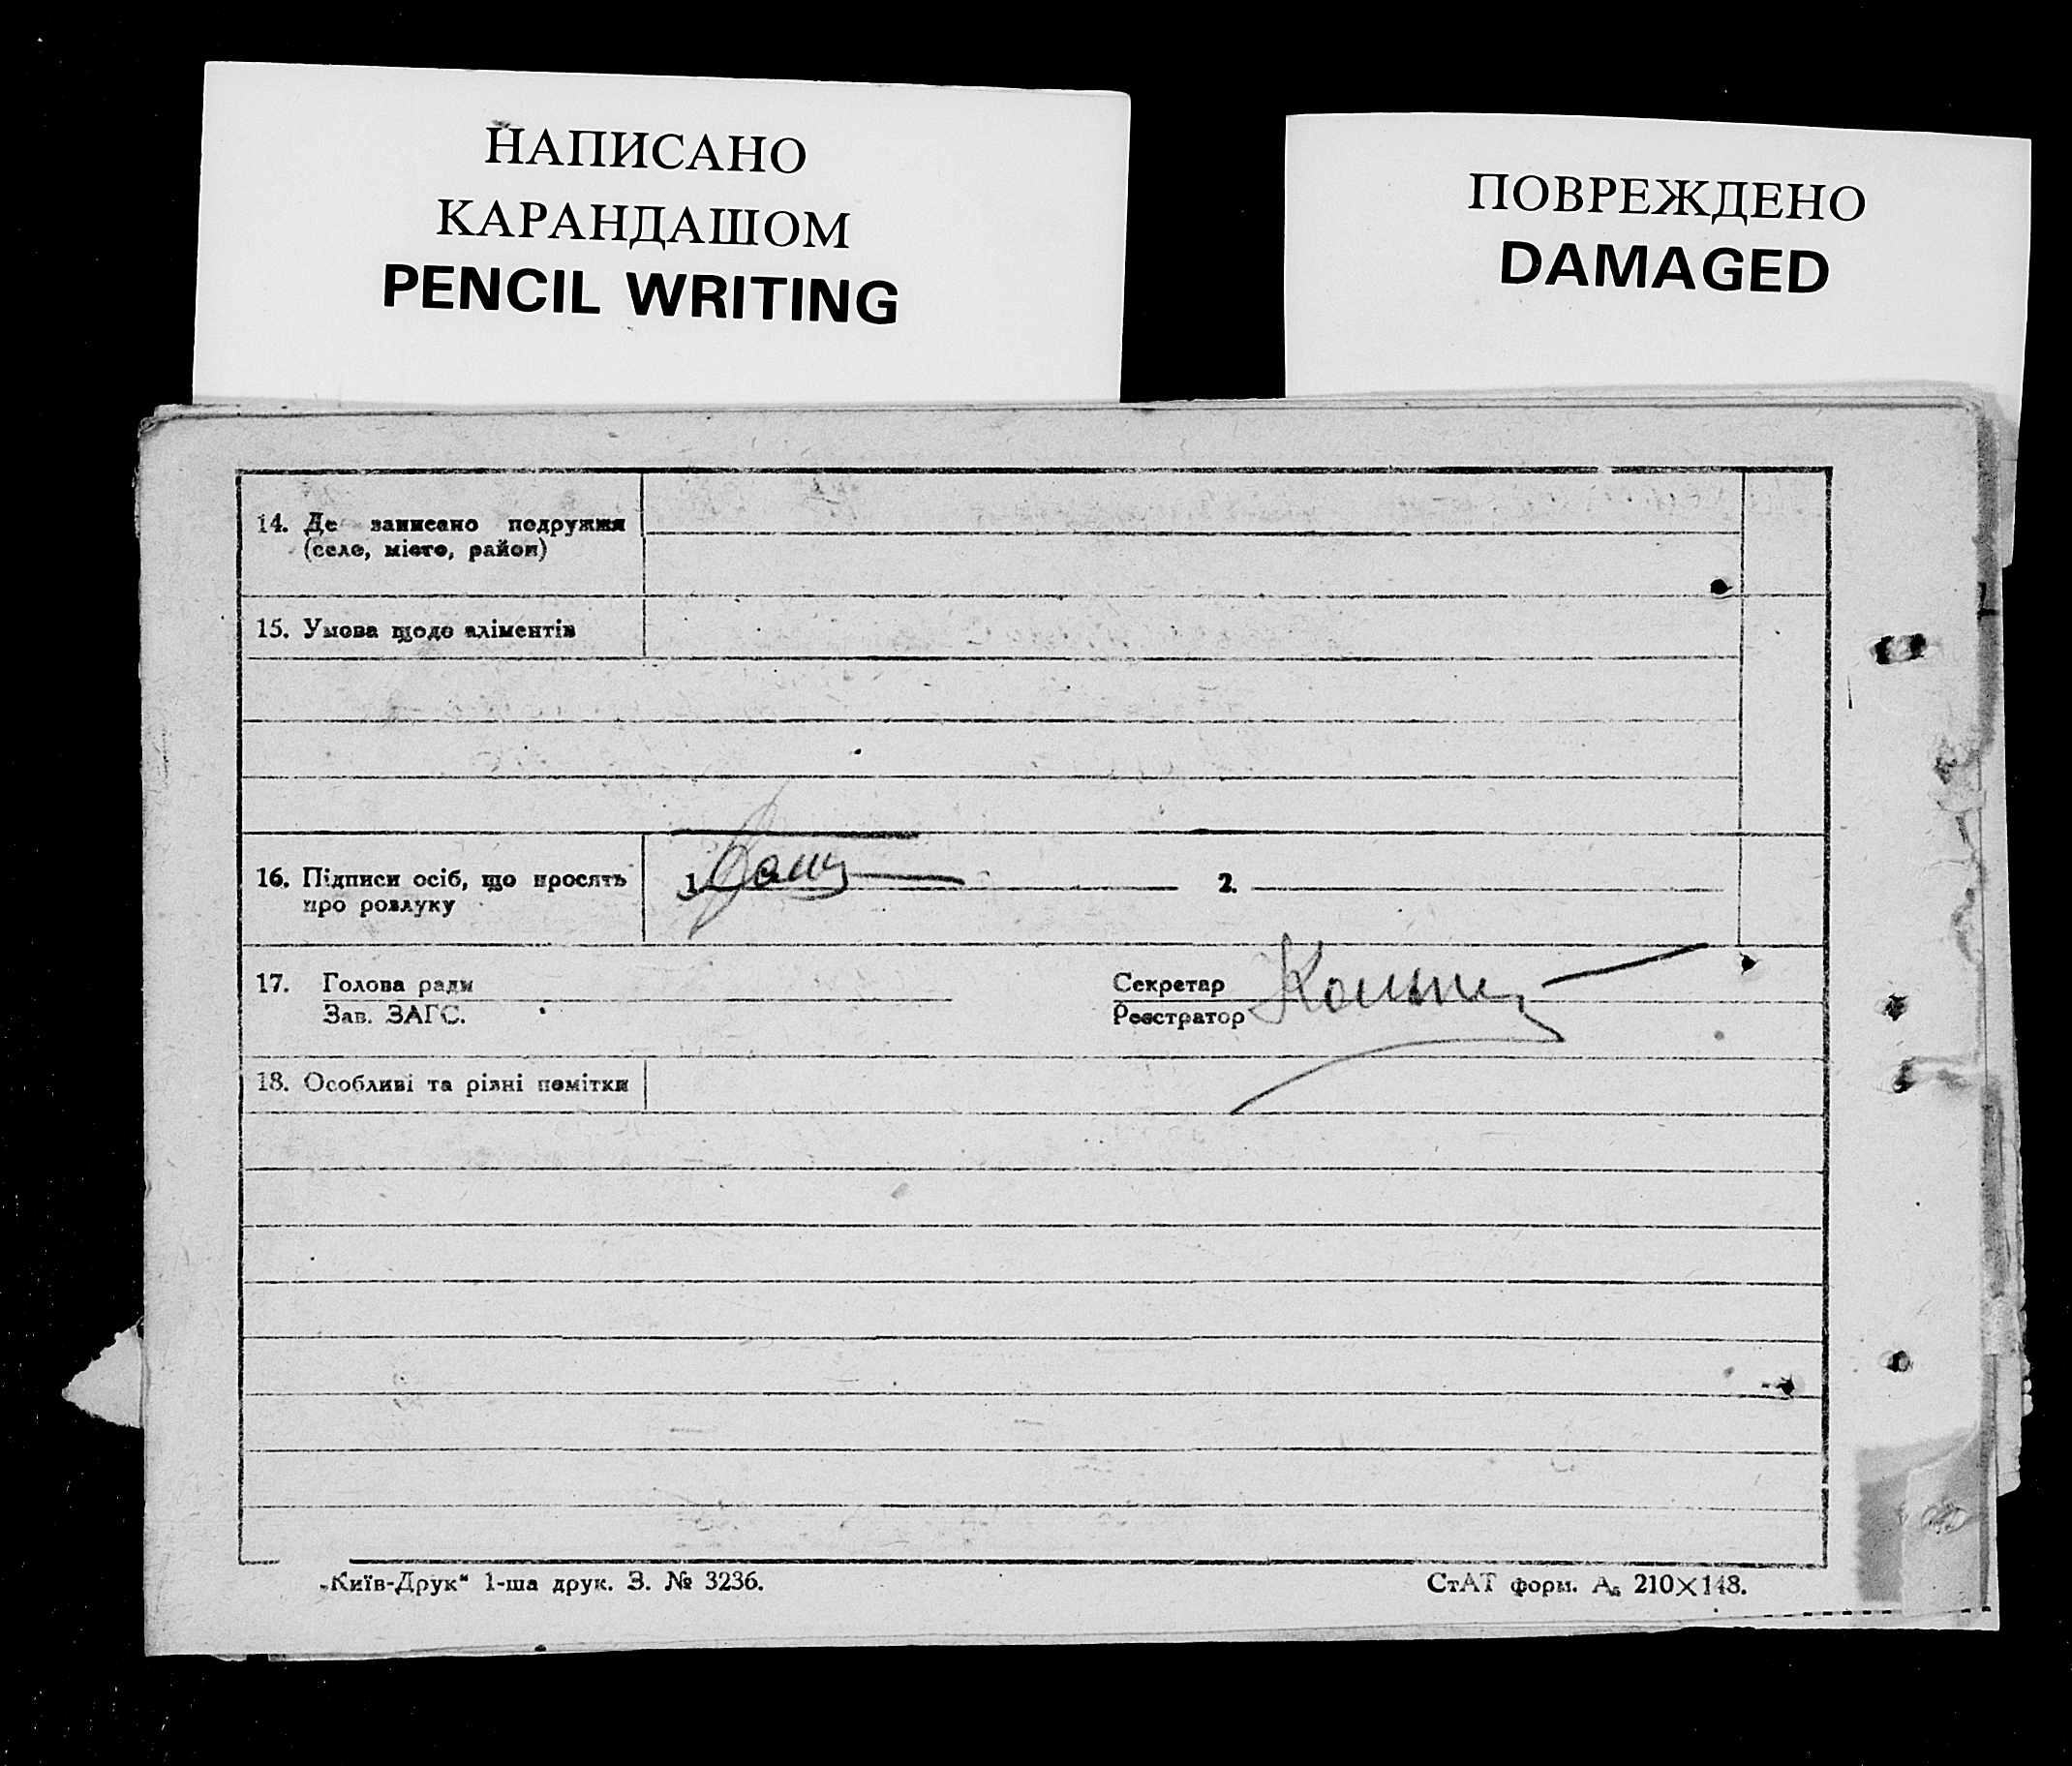 НАПИСАНО
КАРАНДАШОМ
PENCIL WRITING
ПОВРЕЖДЕНО
DAMAGED
14. Де записано подружжя
(село, місто, район)
15. Умова щодо аліментів
16. Підписи осіб, що просять
про розлуку
1.
2.
17. Голова ради
Зав. ЗАГС.
Секретар
Реєстратор
18. Особливі та різні помітки
„Київ-Друк“ 1-ша друк. З. № 3236.
СтАТ форм. А₅ 210×148.